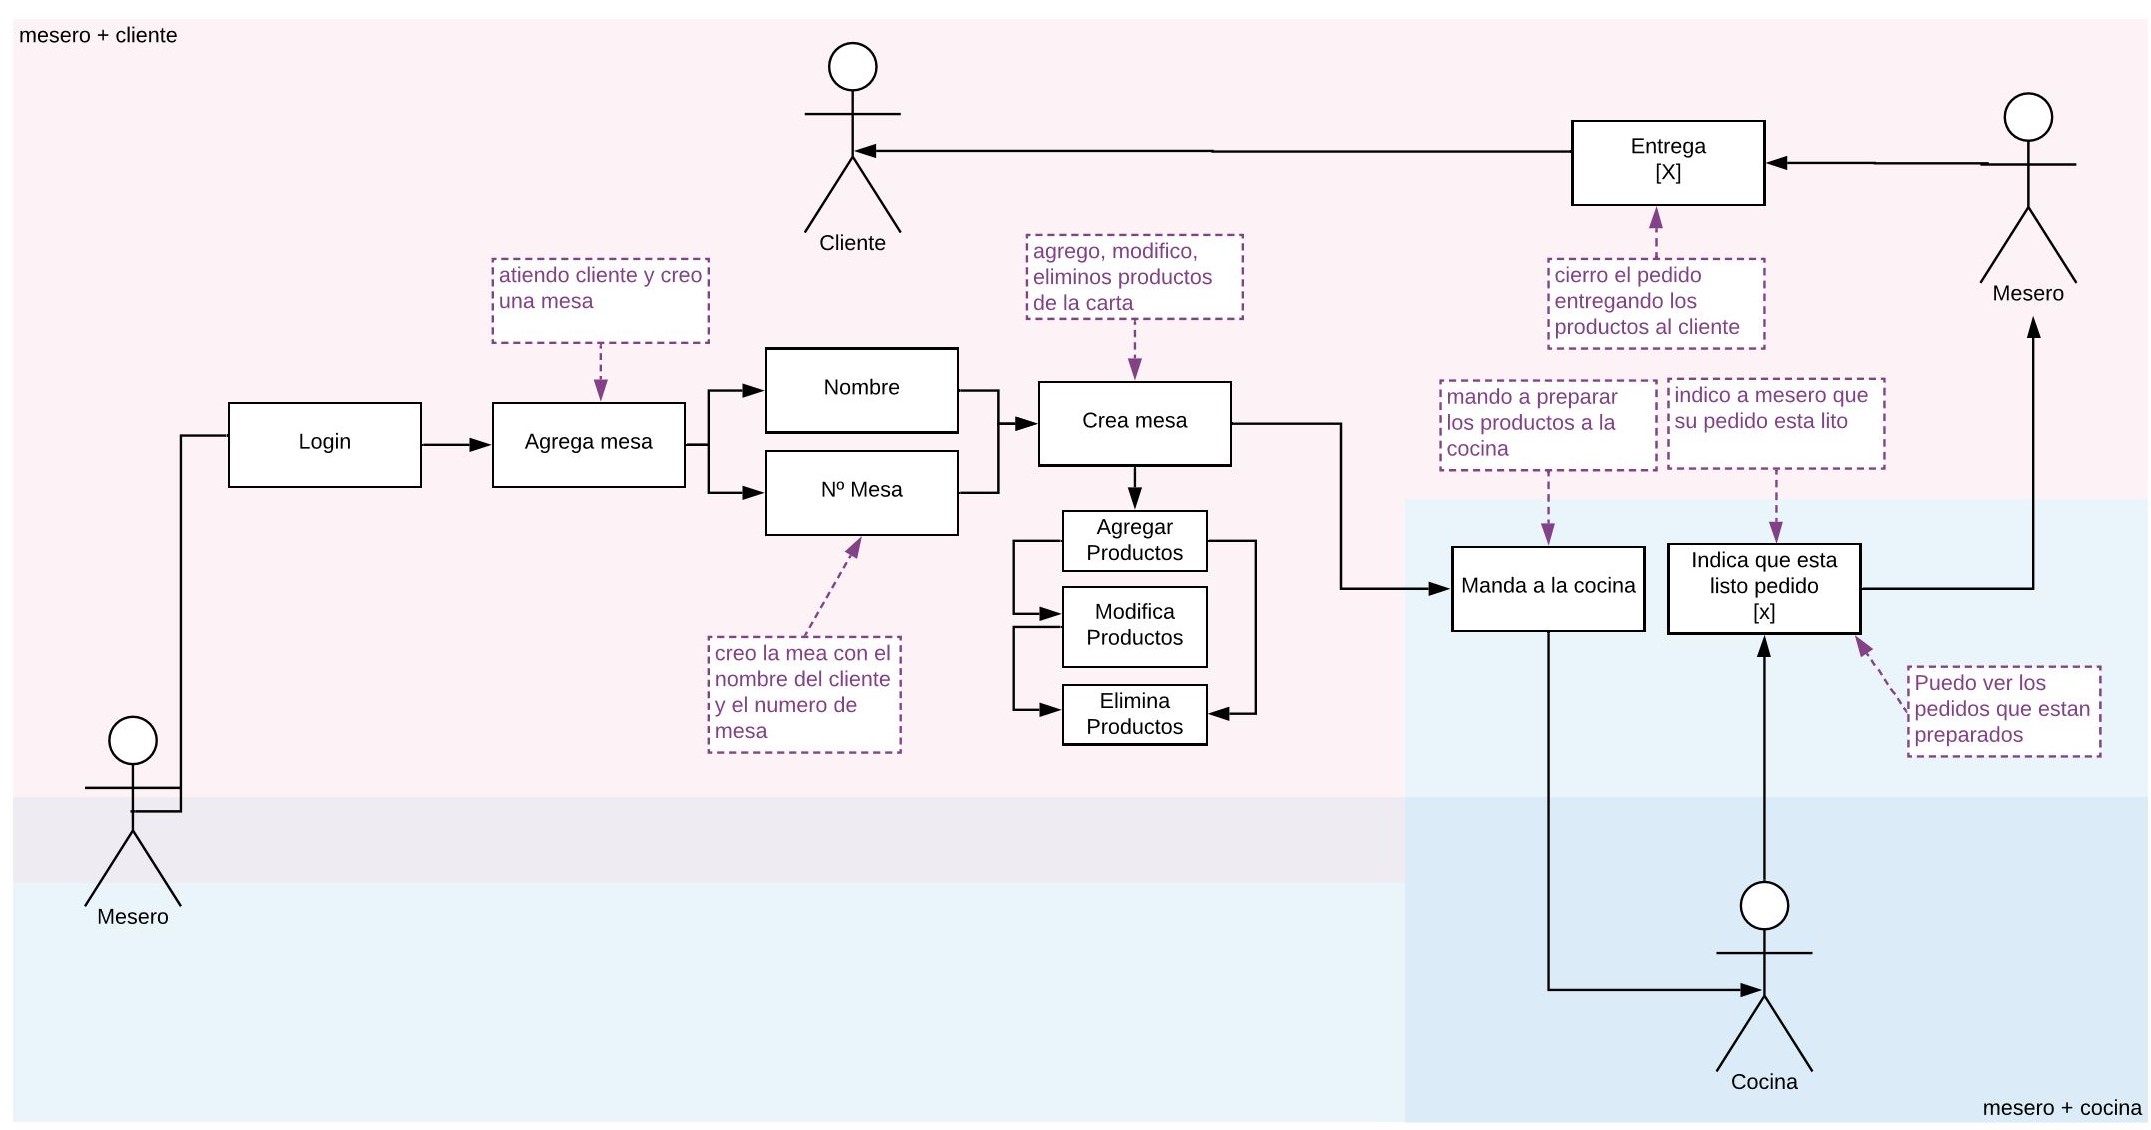 mesero + cliente
Cliente
Entrega
[X]
Mesero
atiendo cliente y creo
una mesa
agrego, modifico,
eliminos productos
de la carta
cierro el pedido
entregando los
productos al cliente
Login
Agrega mesa
Nombre
Nº Mesa
Crea mesa
mando a preparar
los productos a la
cocina
indico a mesero que
su pedido esta lito
Agregar
Productos
Modifica
Productos
Elimina
Productos
Manda a la cocina
Indica que esta
listo pedido
[x]
creo la mea con el
nombre del cliente
y el numero de
mesa
Puedo ver los
pedidos que estan
preparados
Mesero
Cocina
mesero + cocina